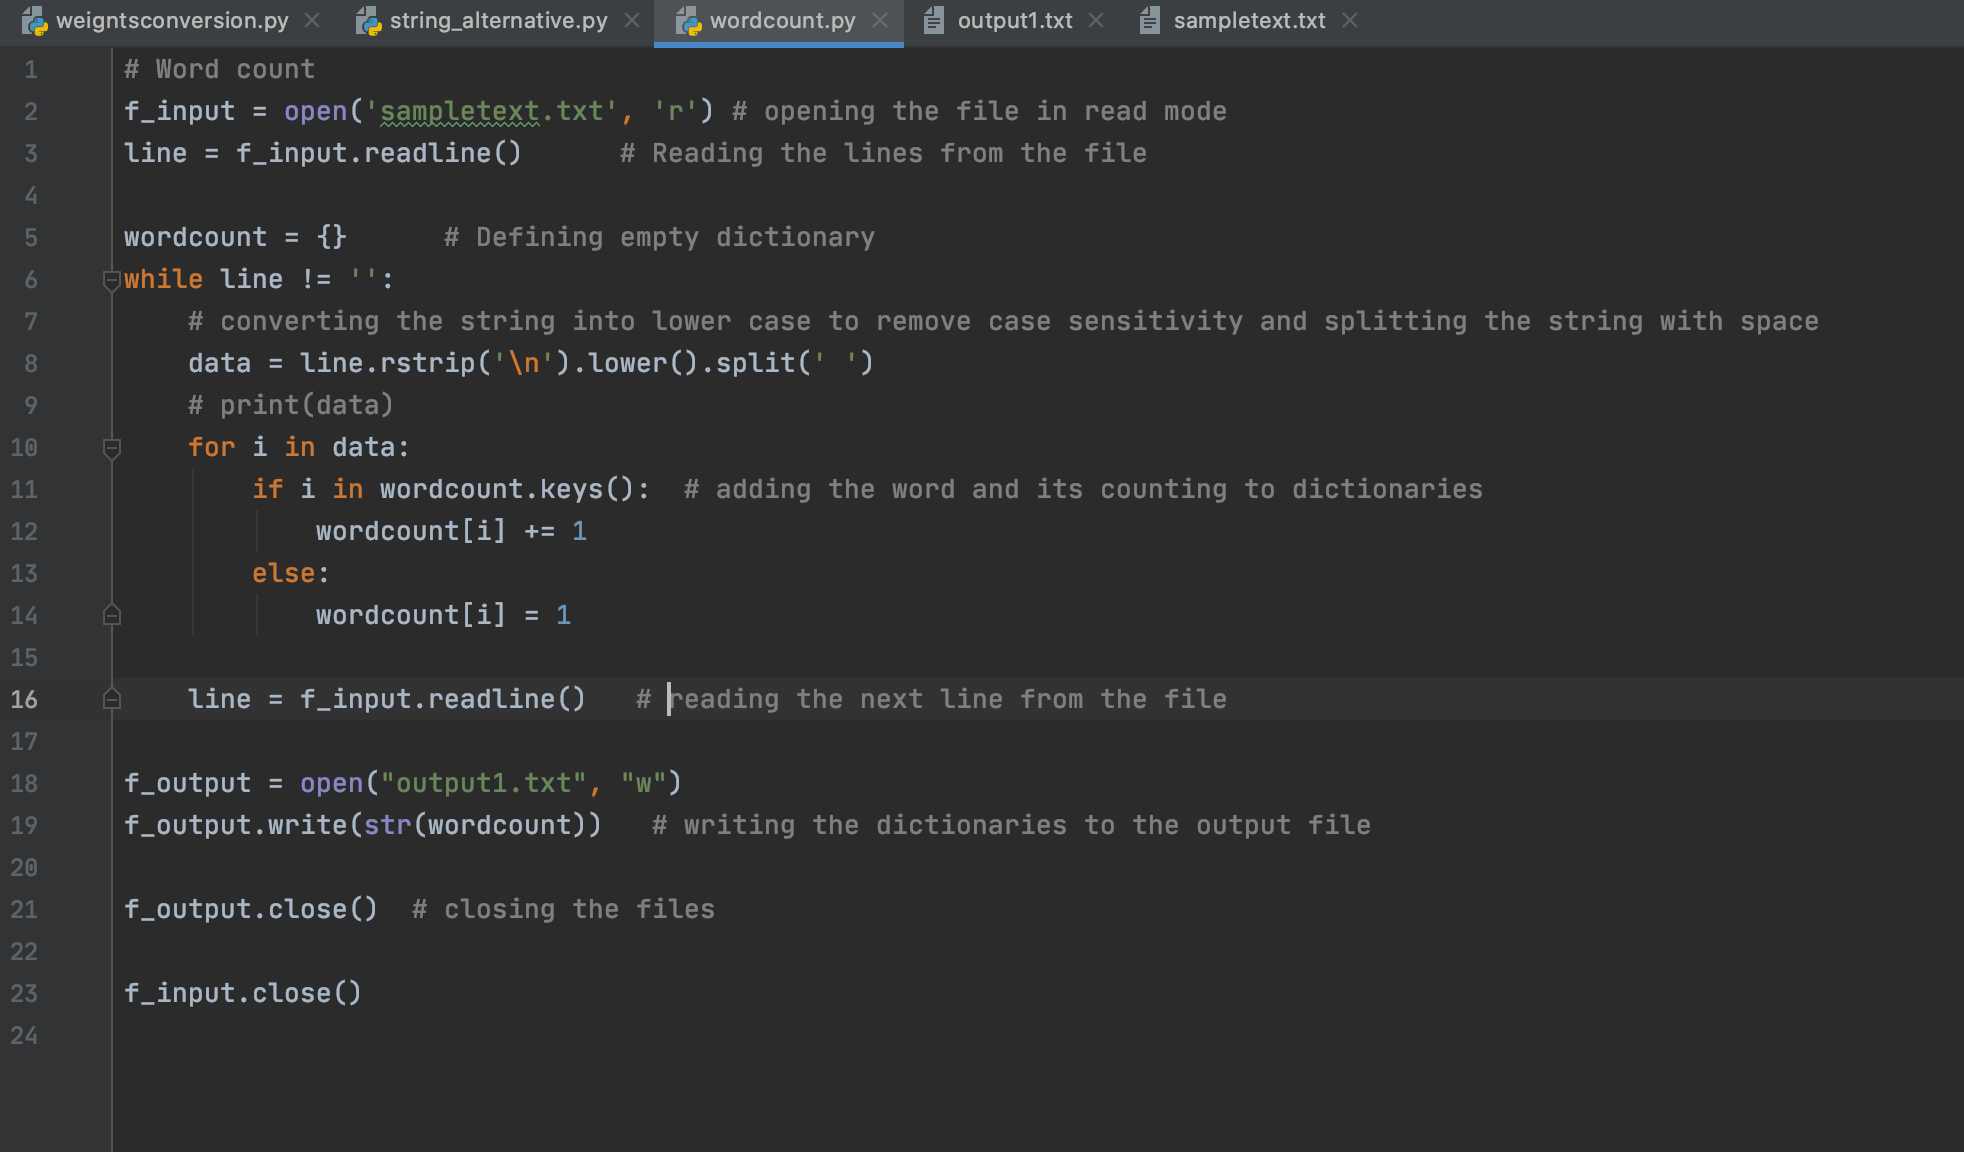 weigntsconversion.py string_alternative.py wordcount.py output1.txt sampletext.txt
1 # Word count
2 f_input = open('sampletext.txt', 'r') # opening the file in read mode
3 line = f_input.readline()      # Reading the lines from the file
4
5 wordcount = {}      # Defining empty dictionary
6 while line != '':
7     # converting the string into lower case to remove case sensitivity and splitting the string with space
8     data = line.rstrip('\n').lower().split(' ')
9     # print(data)
10     for i in data:
11         if i in wordcount.keys():  # adding the word and its counting to dictionaries
12             wordcount[i] += 1
13         else:
14             wordcount[i] = 1
15
16     line = f_input.readline()   # reading the next line from the file
17
18 f_output = open("output1.txt", "w")
19 f_output.write(str(wordcount))   # writing the dictionaries to the output file
20
21 f_output.close()  # closing the files
22
23 f_input.close()
24